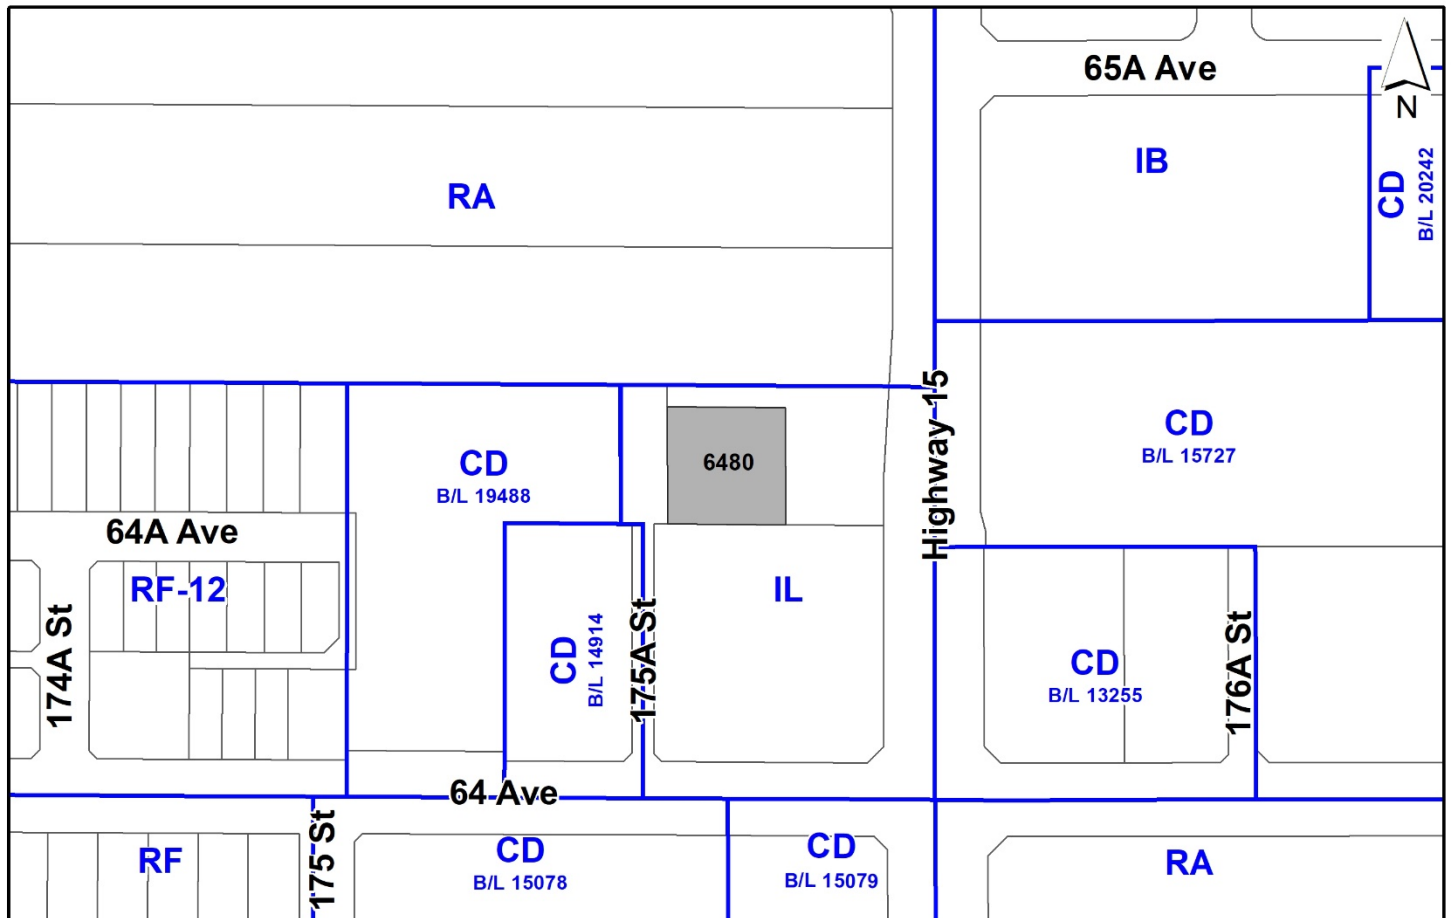 65A Ave
N
IB
CD
B/L 20242
RA
Highway 15
CD
B/L 15727
CD
B/L 19488
6480
64A Ave
RF-12
174A St
CD
B/L 14914
175A St
IL
CD
B/L 13255
176A St
64 Ave
RF
175 St
CD
B/L 15078
CD
B/L 15079
RA